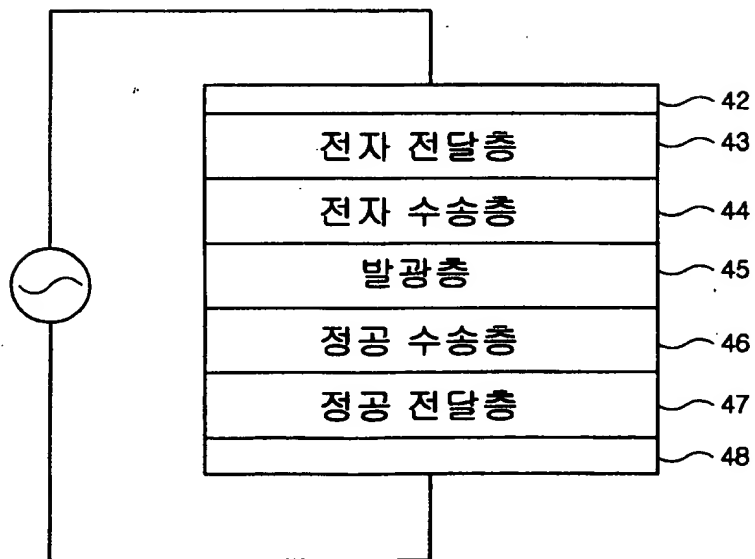 42
전자 전달층 43
전자 수송층 44
발광층 45
정공 수송층 46
정공 전달층 47
48